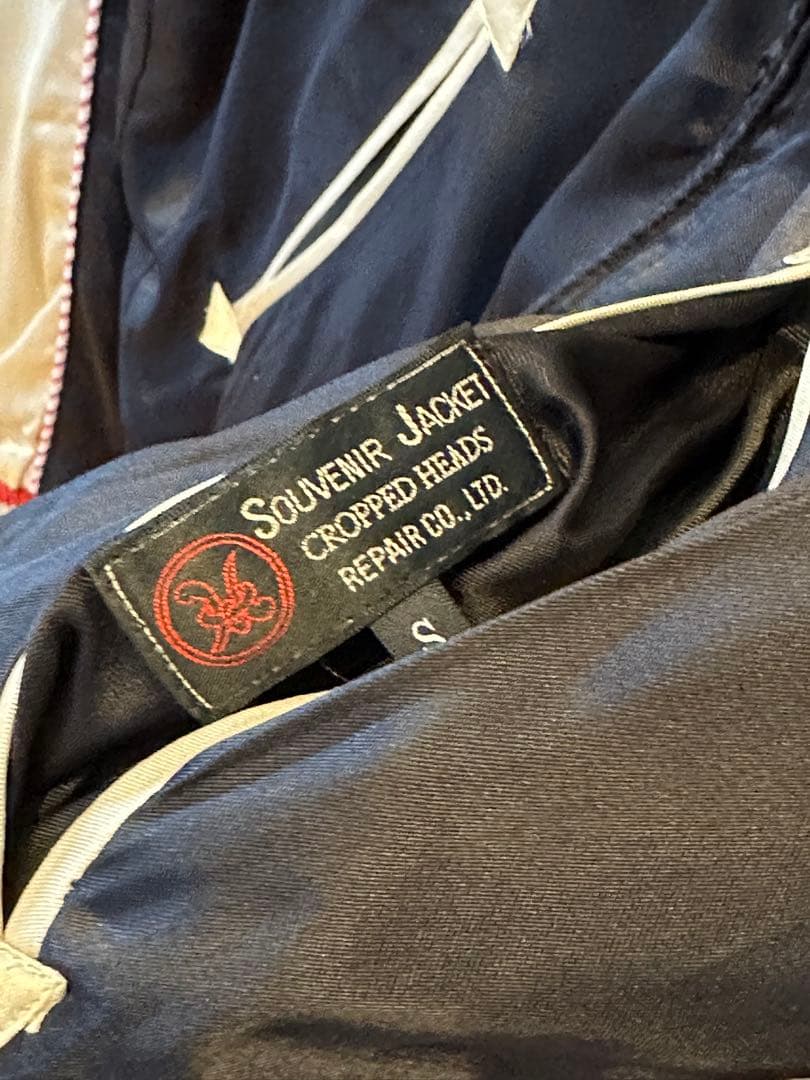 SOUVENIR JACKET
CROPPED HEADS
REPAIR CO., LTD.
S